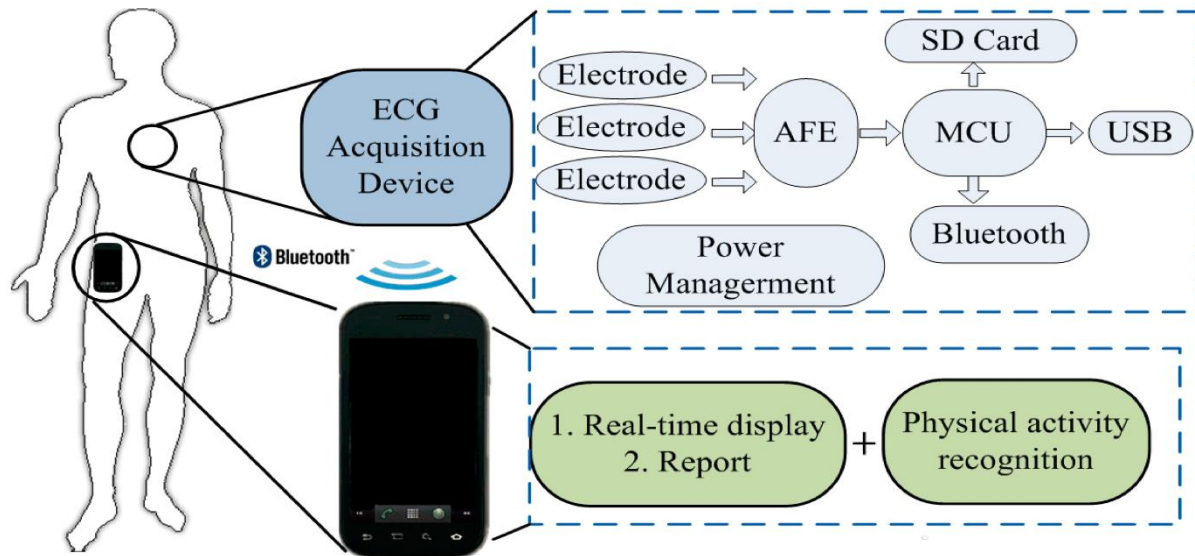 ECG
Acquisition
Device
Electrode
Electrode
Electrode
AFE
MCU
SD Card
USB
Bluetooth
Power
Managerment
Bluetooth™
1. Real-time display
2. Report
+
Physical activity
recognition